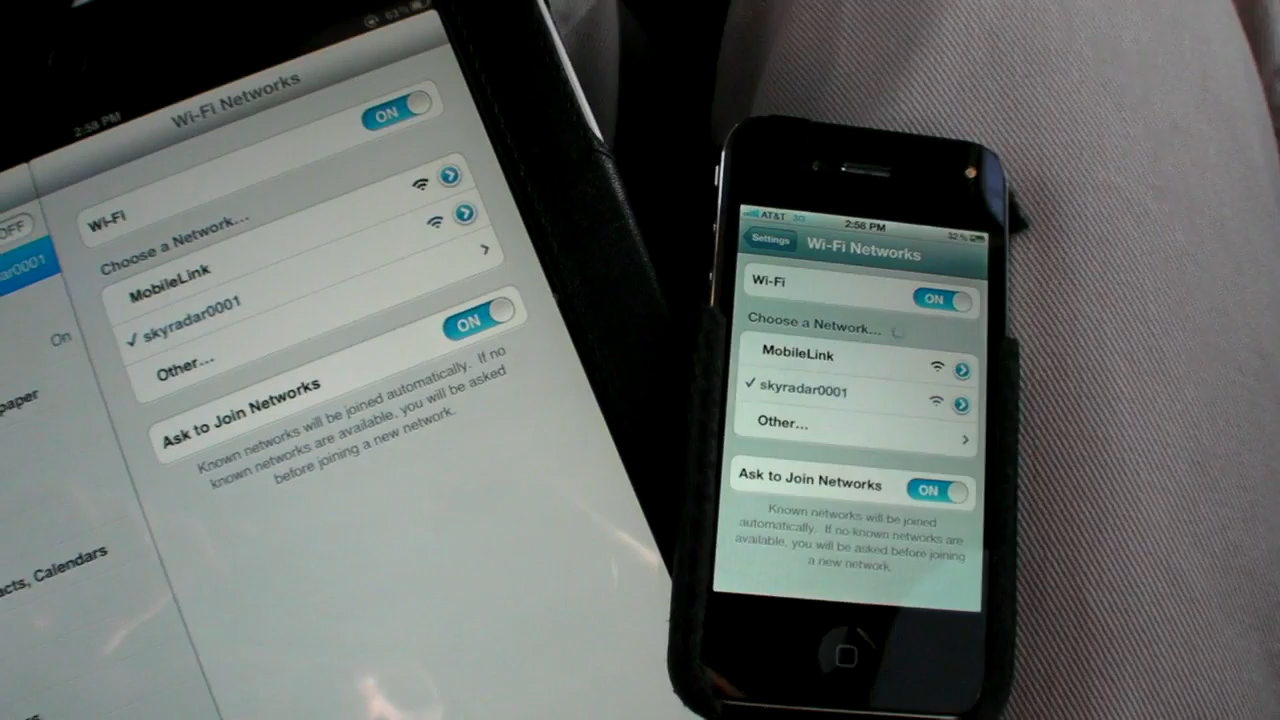 2:58 PM
63%
Wi-Fi Networks
OFF
ar0001
On
paper
acts, Calendars
Wi-Fi
ON
Choose a Network...
MobileLink
✓ skyradar0001
Other...
Ask to Join Networks
ON
Known networks will be joined automatically. If no
known networks are available, you will be asked
before joining a new network.
AT&T 3G 2:58 PM 32%
Settings
Wi-Fi Networks
Wi-Fi
ON
Choose a Network...
MobileLink
✓ skyradar0001
Other...
Ask to Join Networks
ON
Known networks will be joined
automatically. If no known networks are
available, you will be asked before joining
a new network.